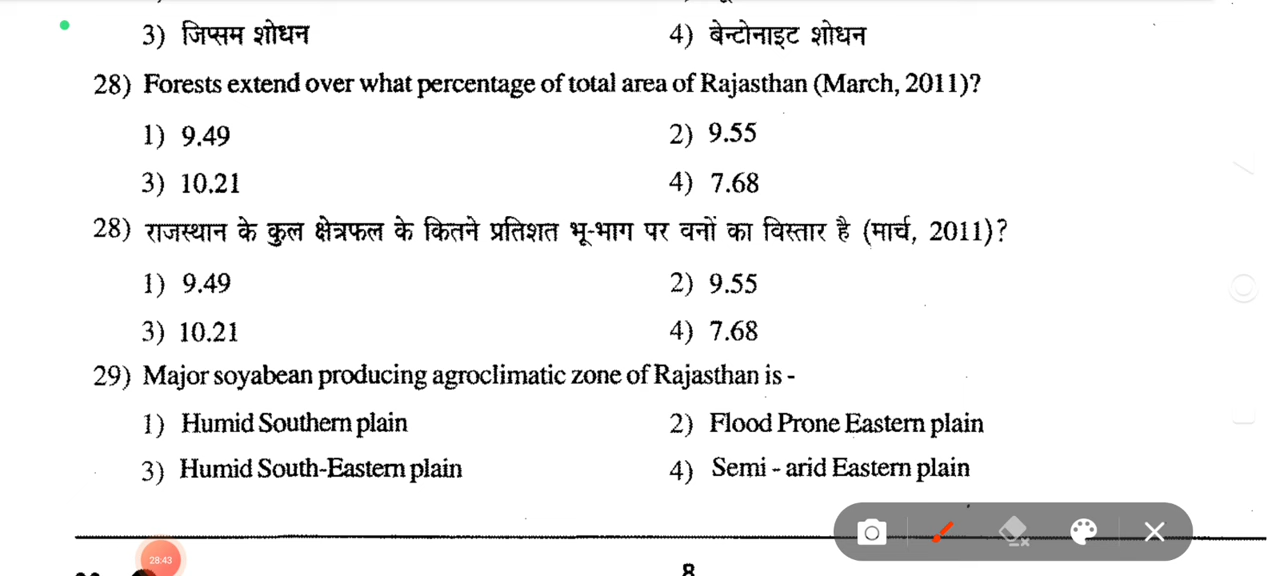 3) जिप्सम शोधन 4) बेन्टोनाइट शोधन
28) Forests extend over what percentage of total area of Rajasthan (March, 2011)?
1) 9.49 2) 9.55
3) 10.21 4) 7.68
28) राजस्थान के कुल क्षेत्रफल के कितने प्रतिशत भू-भाग पर वनों का विस्तार है (मार्च, 2011)?
1) 9.49 2) 9.55
3) 10.21 4) 7.68
29) Major soyabean producing agroclimatic zone of Rajasthan is -
1) Humid Southern plain 2) Flood Prone Eastern plain
3) Humid South-Eastern plain 4) Semi - arid Eastern plain
28:43
8